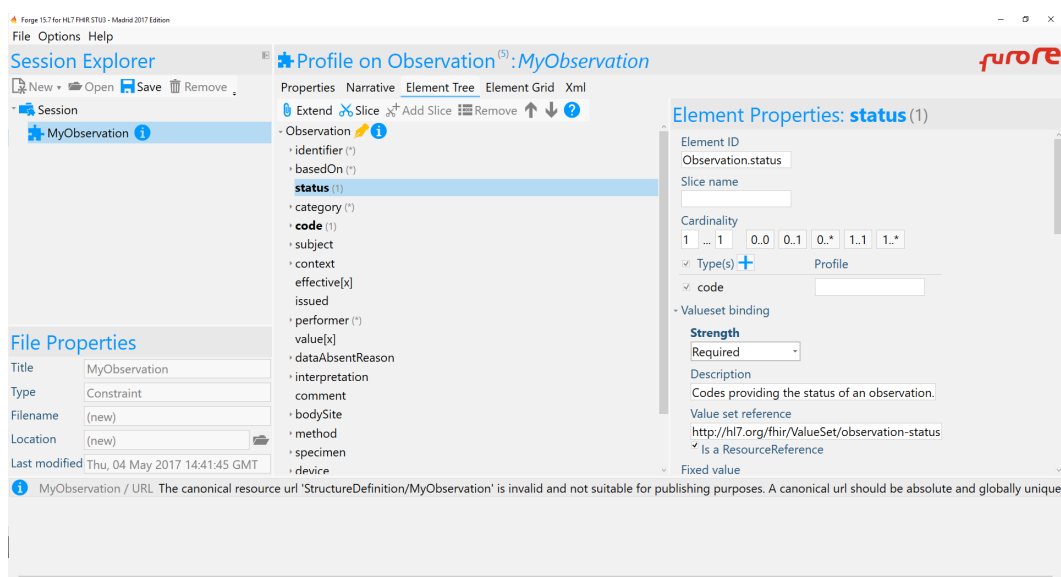 Forge 15.7 for HL7 FHIR STU3 - Madrid 2017 Edition
File Options Help
Session Explorer
New Open Save Remove
Session
MyObservation
File Properties
Title MyObservation
Type Constraint
Filename (new)
Location (new)
Last modified Thu, 04 May 2017 14:41:45 GMT
Profile on Observation (5) : MyObservation
furore
Properties Narrative Element Tree Element Grid Xml
Extend Slice Add Slice Remove
Observation
identifier (*)
basedOn (*)
status (1)
category (*)
code (1)
subject
context
effective[x]
issued
performer (*)
value[x]
dataAbsentReason
interpretation
comment
bodySite
method
specimen
device
Element Properties: status (1)
Element ID
Observation.status
Slice name
Cardinality
1 ... 1 0..0 0..1 0..* 1..1 1..*
Type(s) Profile
code
Valueset binding
Strength
Required
Description
Codes providing the status of an observation.
Value set reference
http://hl7.org/fhir/ValueSet/observation-status
Is a ResourceReference
Fixed value
MyObservation / URL The canonical resource url 'StructureDefinition/MyObservation' is invalid and not suitable for publishing purposes. A canonical url should be absolute and globally unique